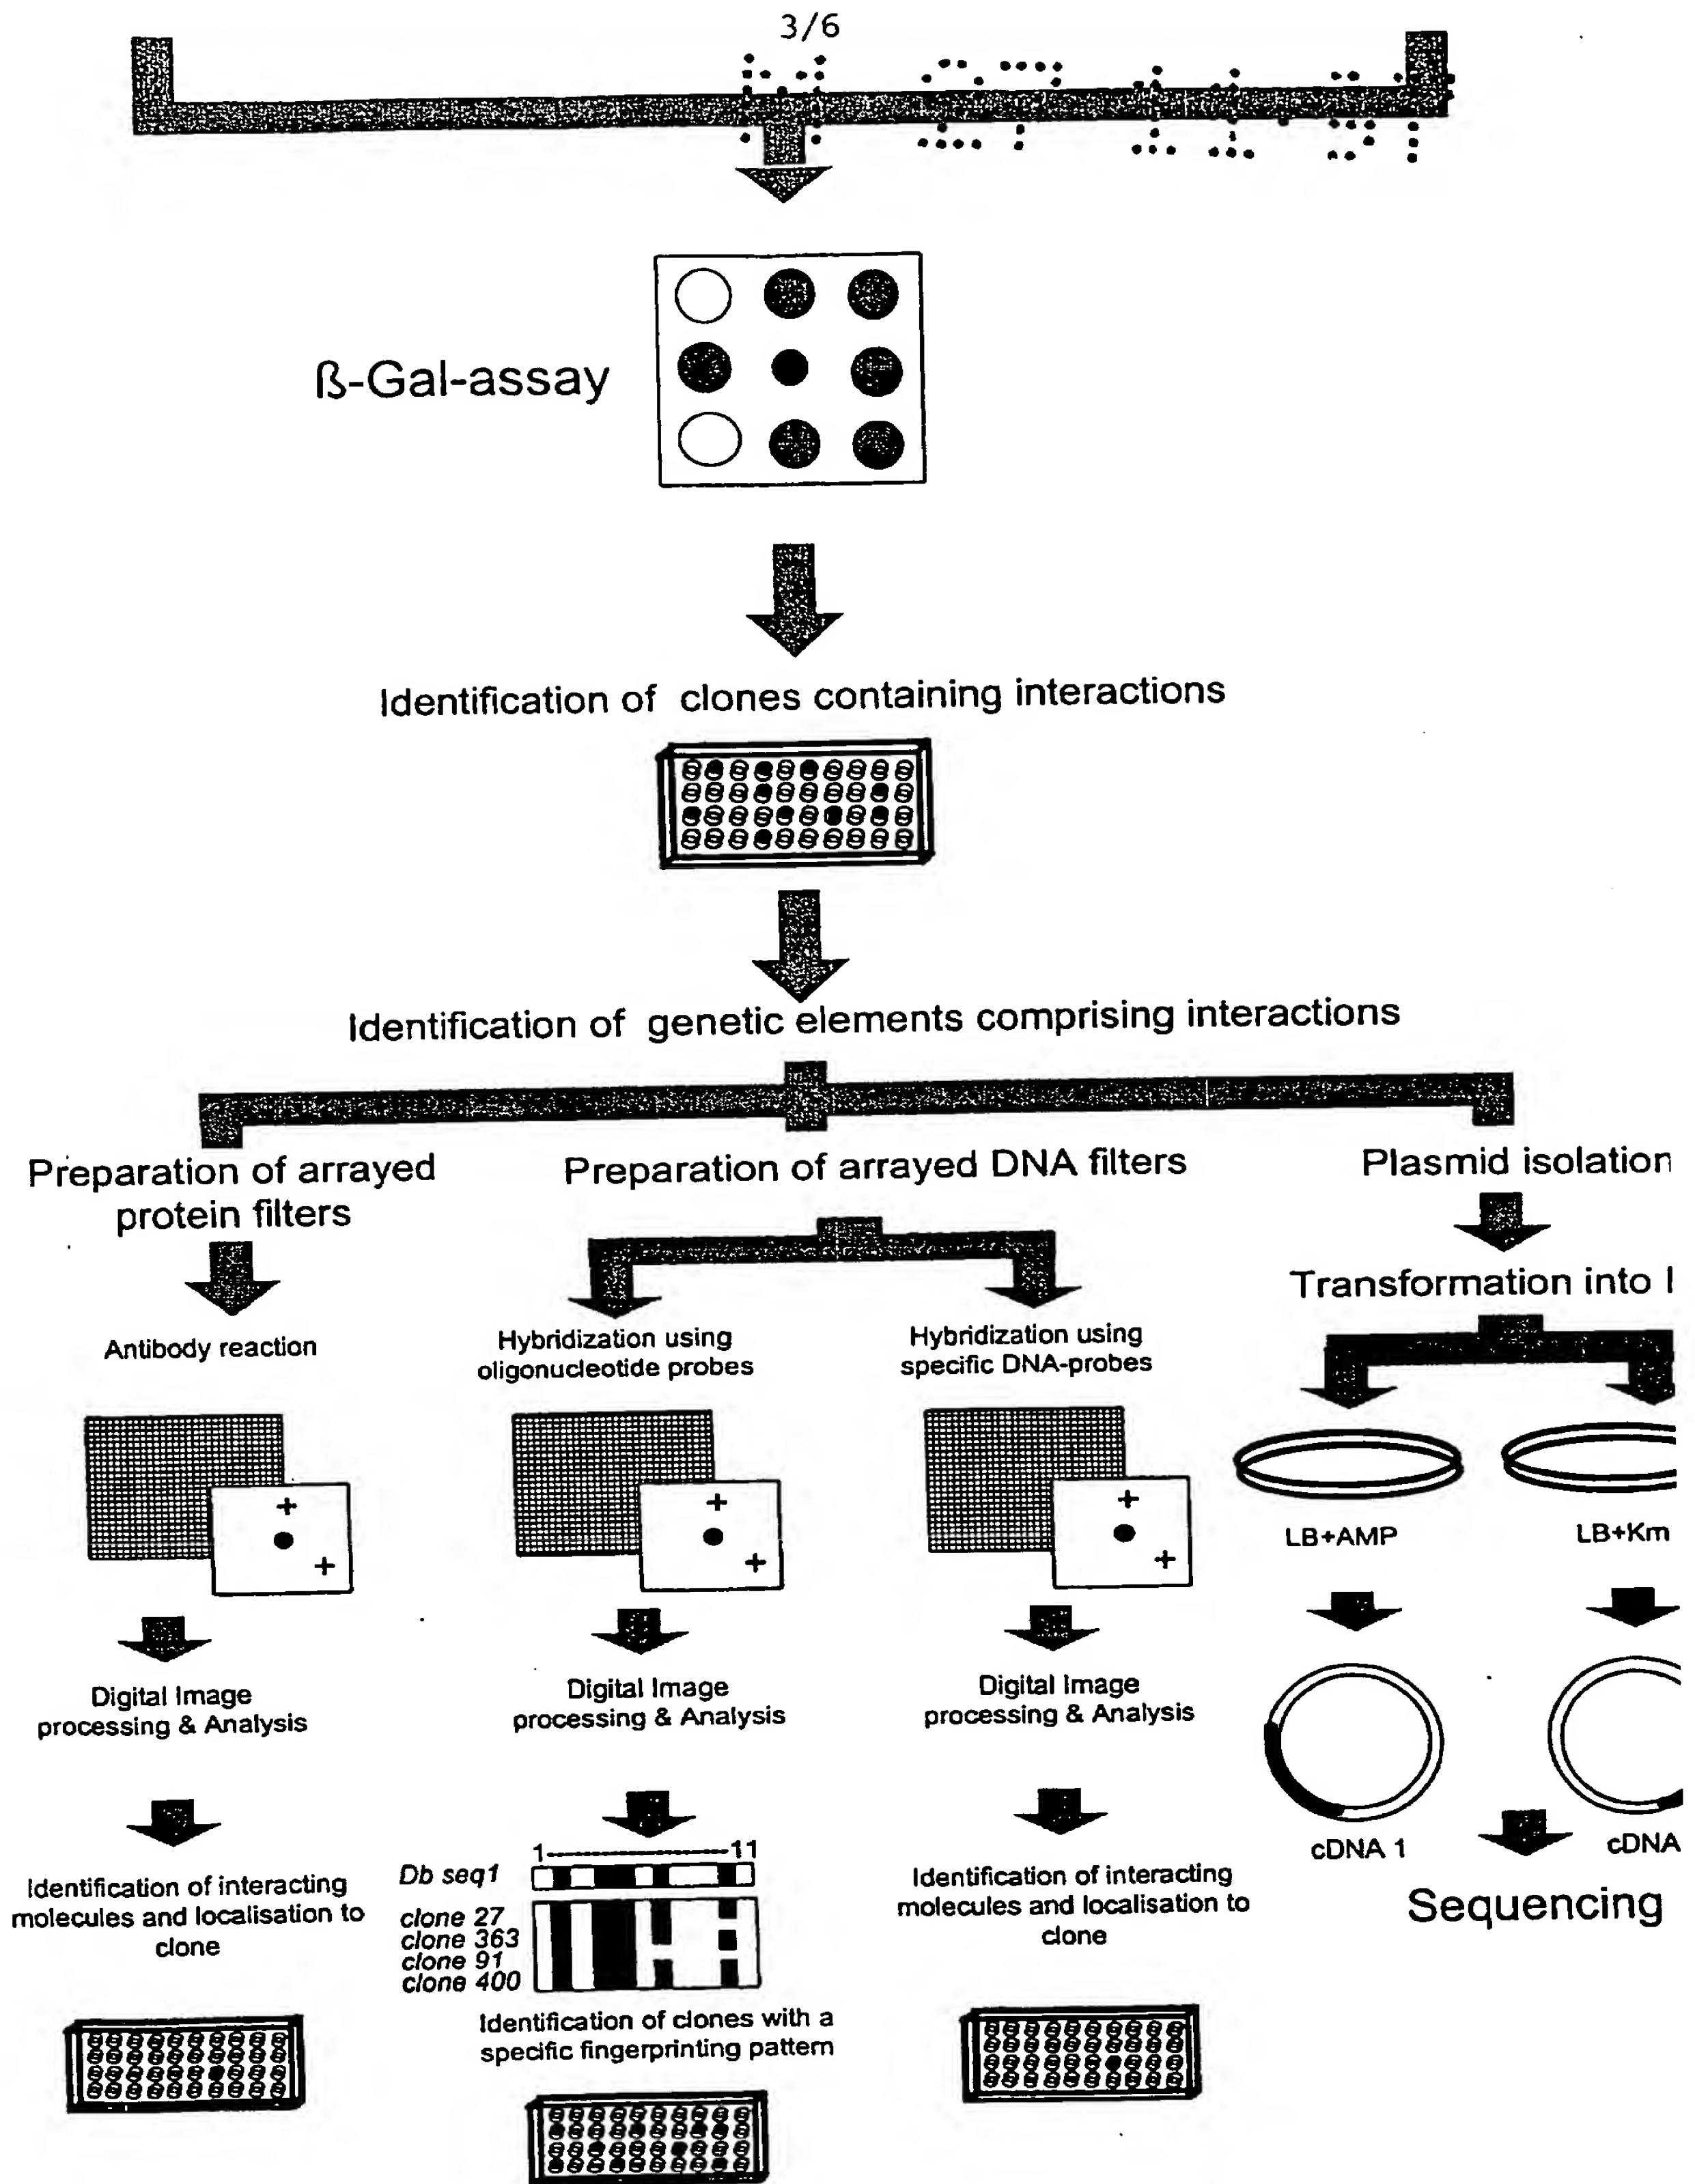 3/6
ß-Gal-assay
Identification of clones containing interactions
Identification of genetic elements comprising interactions
Preparation of arrayed
protein filters
Preparation of arrayed DNA filters
Plasmid isolation
Transformation into
Antibody reaction
Hybridization using
oligonucleotide probes
Hybridization using
specific DNA-probes
LB+AMP
LB+Km
Digital Image
processing & Analysis
Digital Image
processing & Analysis
Digital Image
processing & Analysis
cDNA 1
cDNA
Sequencing
Identification of interacting
molecules and localisation to
clone
1----------------------11
Db seq1
clone 27
clone 363
clone 91
clone 400
Identification of clones with a
specific fingerprinting pattern
Identification of interacting
molecules and localisation to
clone